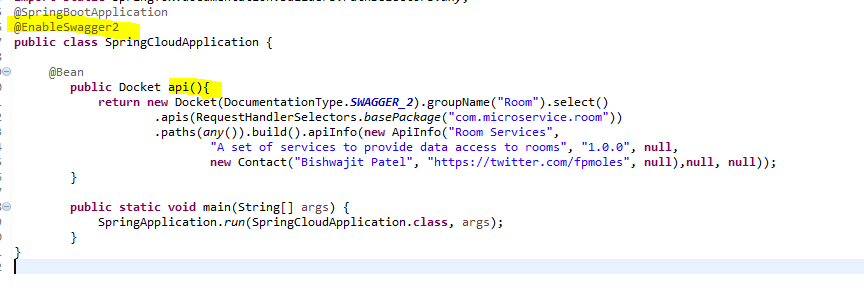 @SpringBootApplication
@EnableSwagger2
public class SpringCloudApplication {
@Bean
public Docket api(){
return new Docket(DocumentationType.SWAGGER_2).groupName("Room").select()
.apis(RequestHandlerSelectors.basePackage("com.microservice.room"))
.paths(any()).build().apiInfo(new ApiInfo("Room Services",
"A set of services to provide data access to rooms", "1.0.0", null,
new Contact("Bishwajit Patel", "https://twitter.com/fpmoles", null),null, null));
}
public static void main(String[] args) {
SpringApplication.run(SpringCloudApplication.class, args);
}
}